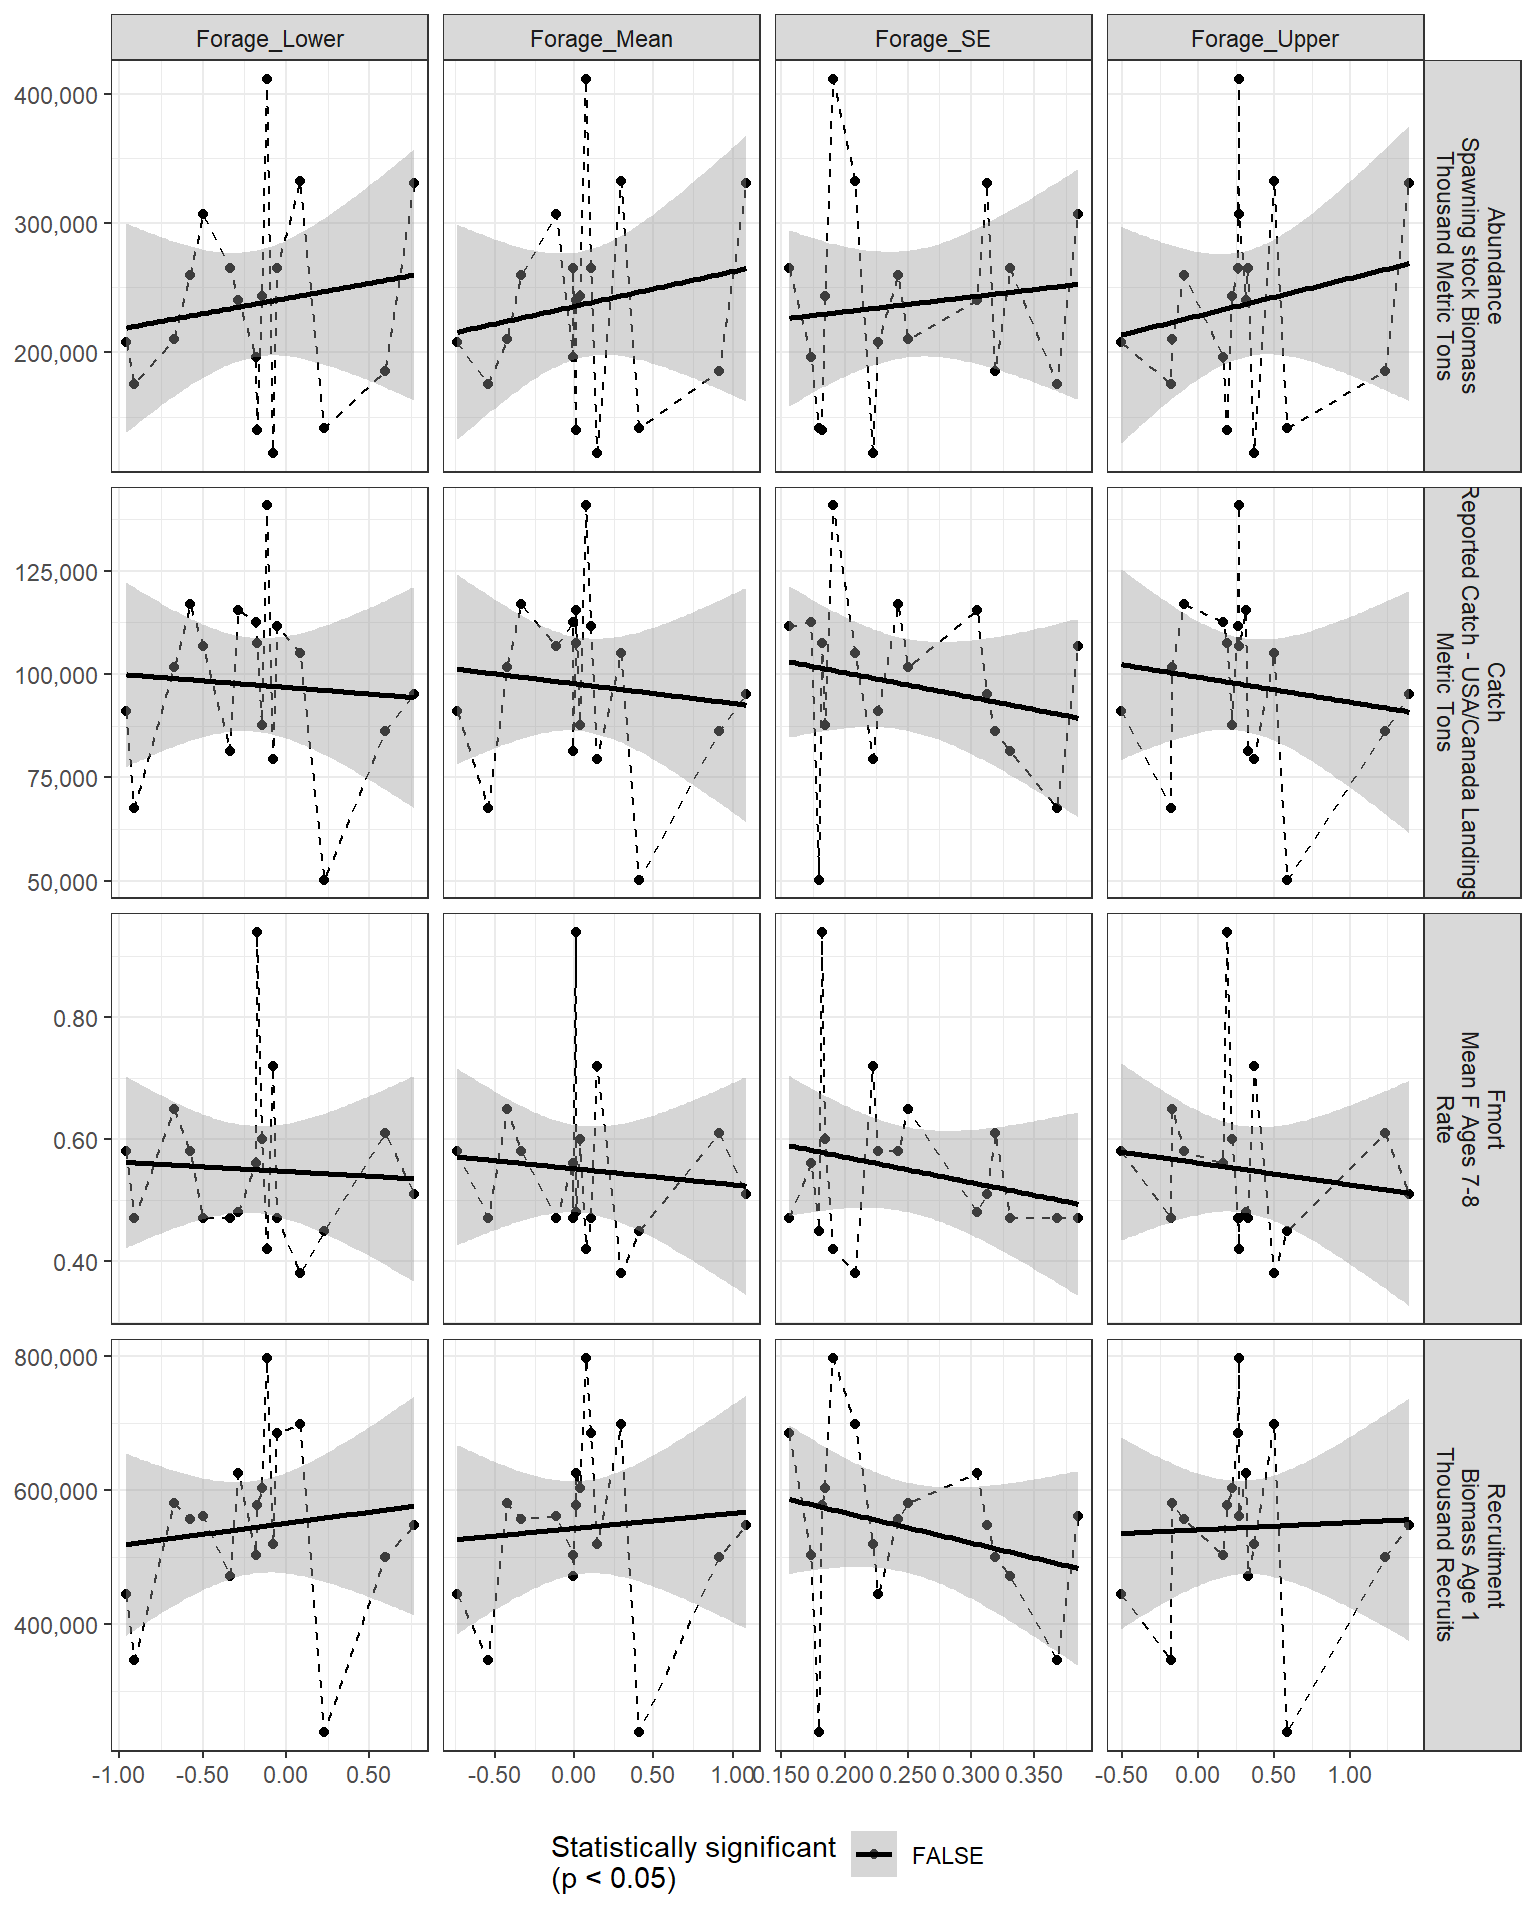 Forage_Lower
Forage_Mean
Forage_SE
Forage_Upper
400,000
300,000
200,000
Abundance
Spawning stock Biomass
Thousand Metric Tons
125,000
100,000
75,000
50,000
Catch
Reported Catch - USA/Canada Landings
Metric Tons
0.80
0.60
0.40
Fmort
Mean F Ages 7-8
Rate
800,000
600,000
400,000
Recruitment
Biomass Age 1
Thousand Recruits
-1.00 -0.50 0.00 0.50
-0.50 0.00 0.50 1.00
0.150 0.200 0.250 0.300 0.350
-0.50 0.00 0.50 1.00
Statistically significant
(p < 0.05)
FALSE